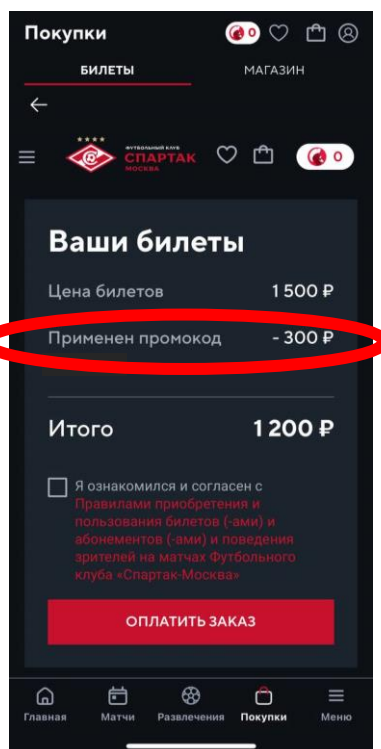 Покупки 0
БИЛЕТЫ МАГАЗИН
ФУТБОЛЬНЫЙ КЛУБ
СПАРТАК
МОСКВА
0
Ваши билеты
Цена билетов 1 500 ₽
Применен промокод - 300 ₽
Итого 1 200 ₽
Я ознакомился и согласен с
Правилами приобретения и
пользования билетов (-ами) и
абонементов (-ами) и поведения
зрителей на матчах Футбольного
клуба «Спартак-Москва»
ОПЛАТИТЬ ЗАКАЗ
Главная Матчи Развлечения Покупки Меню